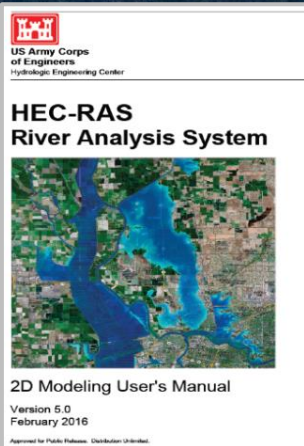 US Army Corps
of Engineers
Hydrologic Engineering Center
HEC-RAS
River Analysis System
2D Modeling User's Manual
Version 5.0
February 2016
Approved for Public Release. Distribution Unlimited.